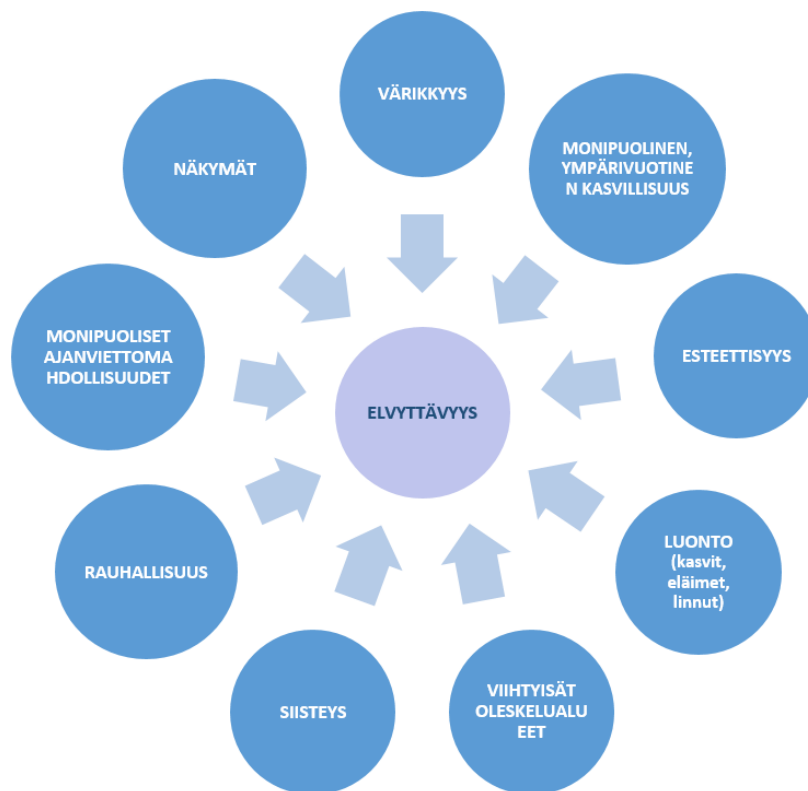 VÄRIKKYYS
MONIPUOLINEN,
YMPÄRIVUOTINE
N KASVILLISUUS
ESTEETTISYYS
LUONTO
(kasvit,
eläimet,
linnut)
VIIHTYISÄT
OLESKELUALU
EET
SIISTEYS
RAUHALLISUUS
MONIPUOLISET
AJANVIETTOMA
HDOLLISUUDET
NÄKYMÄT
ELVYTTÄVYYS